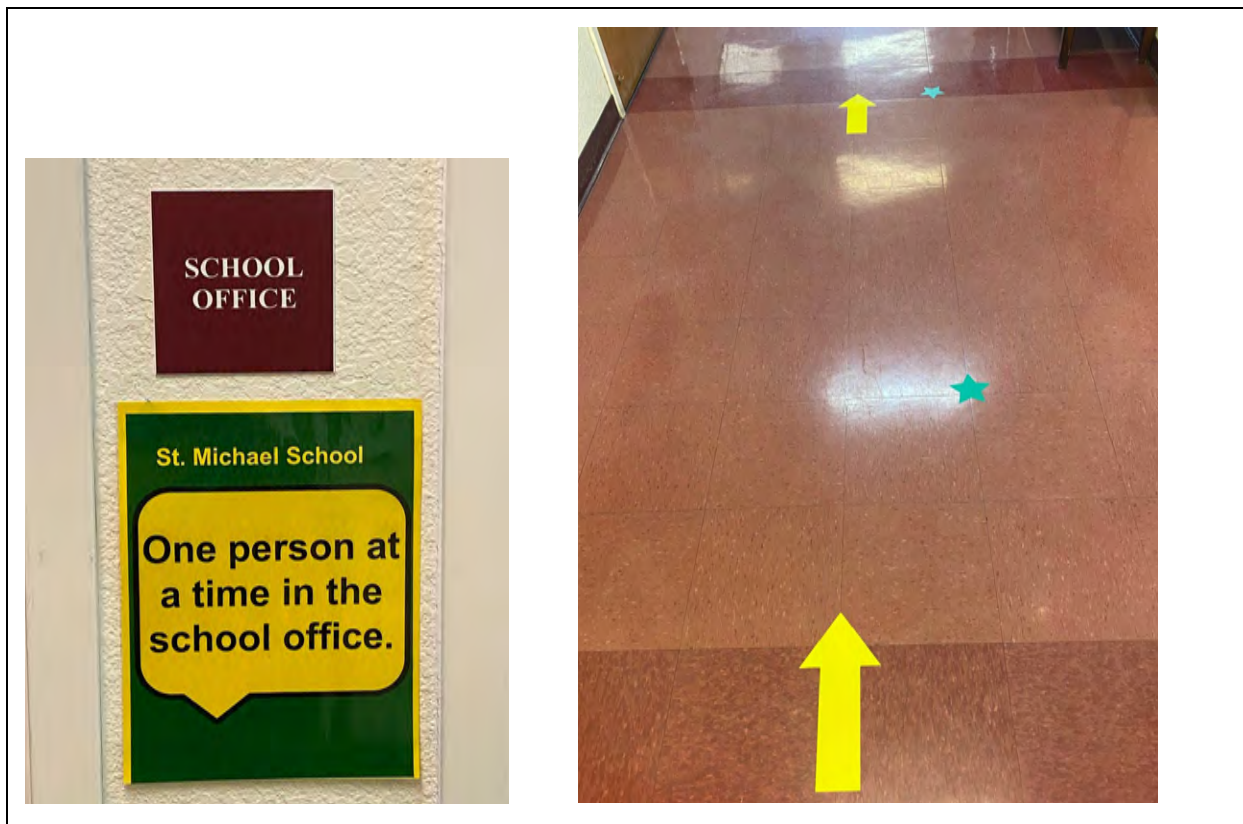 SCHOOL
OFFICE
St. Michael School
One person at
a time in the
school office.